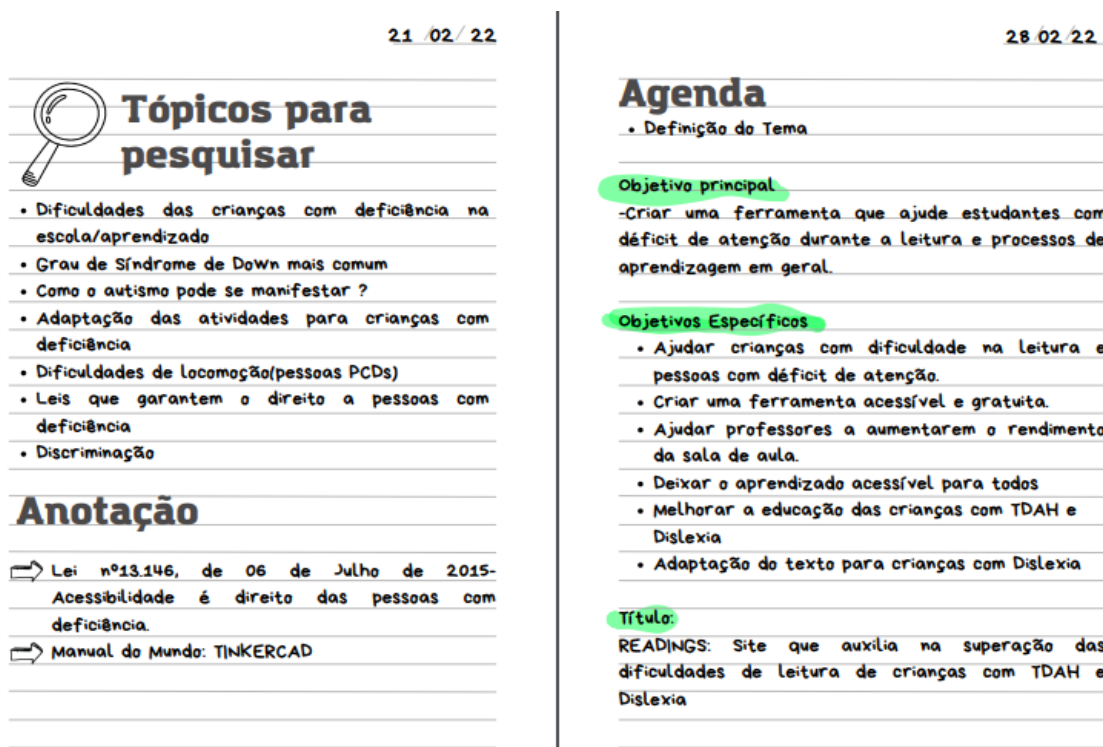 21 /02/ 22
Tópicos para
pesquisar
• Dificuldades das crianças com deficiência na
escola/aprendizado
• Grau de Síndrome de Down mais comum
• Como o autismo pode se manifestar ?
• Adaptação das atividades para crianças com
deficiência
• Dificuldades de locomoção(pessoas PCDs)
• Leis que garantem o direito a pessoas com
deficiência
• Discriminação
Anotação
Lei nº13.146, de 06 de Julho de 2015-
Acessibilidade é direito das pessoas com
deficiência.
Manual do Mundo: TINKERCAD
28/02/22
Agenda
• Definição do Tema
Objetivo principal
-Criar uma ferramenta que ajude estudantes com
déficit de atenção durante a leitura e processos de
aprendizagem em geral.
Objetivos Específicos
• Ajudar crianças com dificuldade na leitura e
pessoas com déficit de atenção.
• Criar uma ferramenta acessível e gratuita.
• Ajudar professores a aumentarem o rendimento
da sala de aula.
• Deixar o aprendizado acessível para todos
• Melhorar a educação das crianças com TDAH e
Dislexia
• Adaptação do texto para crianças com Dislexia
Título:
READINGS: Site que auxilia na superação das
dificuldades de leitura de crianças com TDAH e
Dislexia